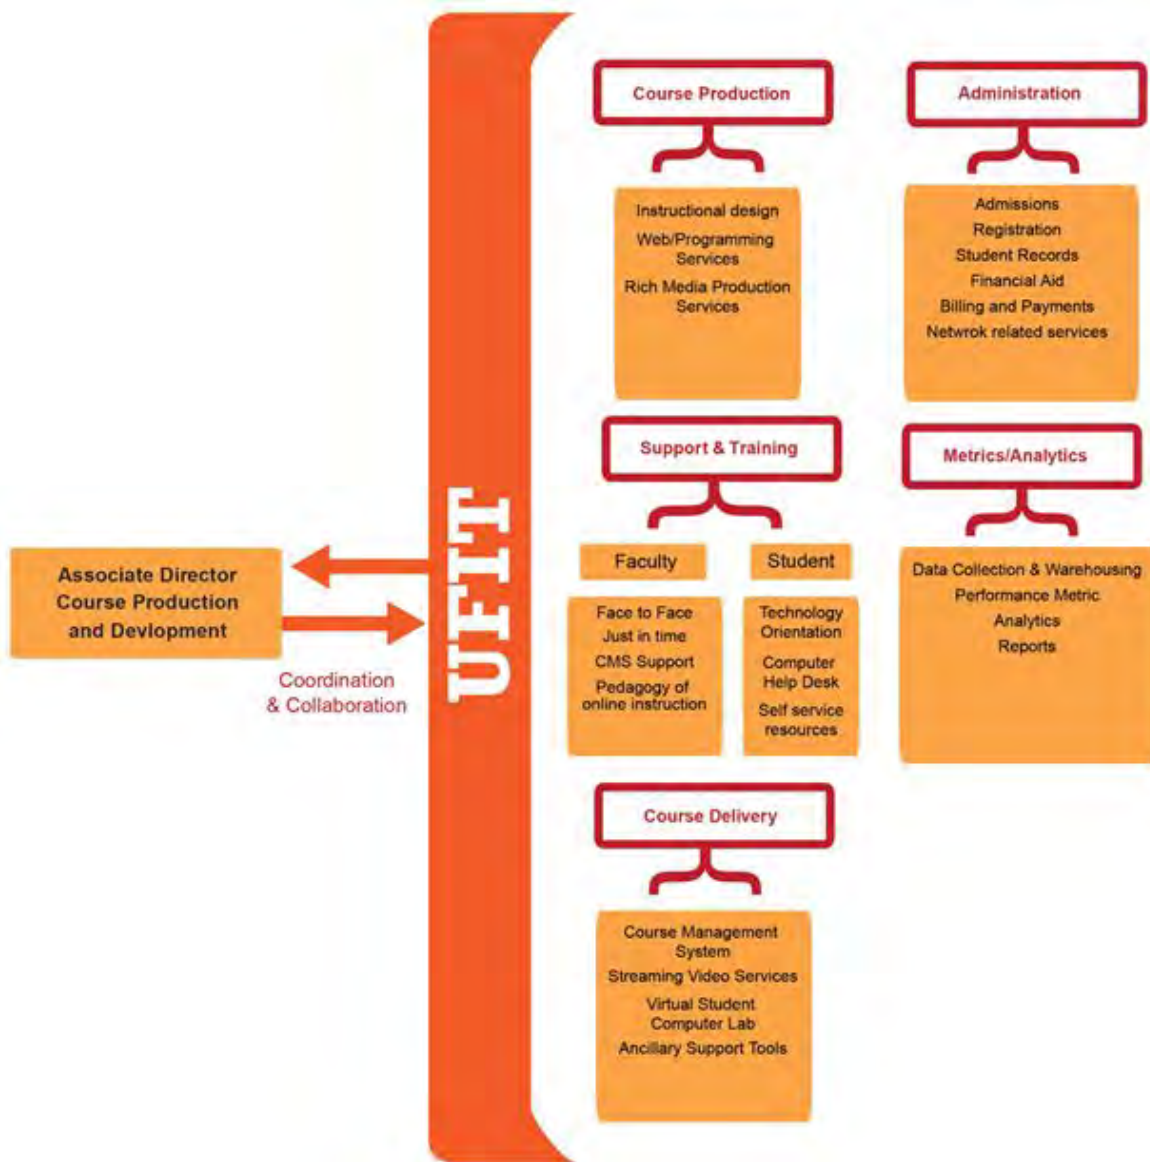 Associate Director
Course Production
and Devlopment
Coordination
& Collaboration
UFIT
Course Production
Instructional design
Web/Programming
Services
Rich Media Production
Services
Administration
Admissions
Registration
Student Records
Financial Aid
Billing and Payments
Netwrok related services
Support & Training
Faculty
Face to Face
Just in time
CMS Support
Pedagogy of
online instruction
Student
Technology
Orientation
Computer
Help Desk
Self service
resources
Metrics/Analytics
Data Collection & Warehousing
Performance Metric
Analytics
Reports
Course Delivery
Course Management
System
Streaming Video Services
Virtual Student
Computer Lab
Ancillary Support Tools